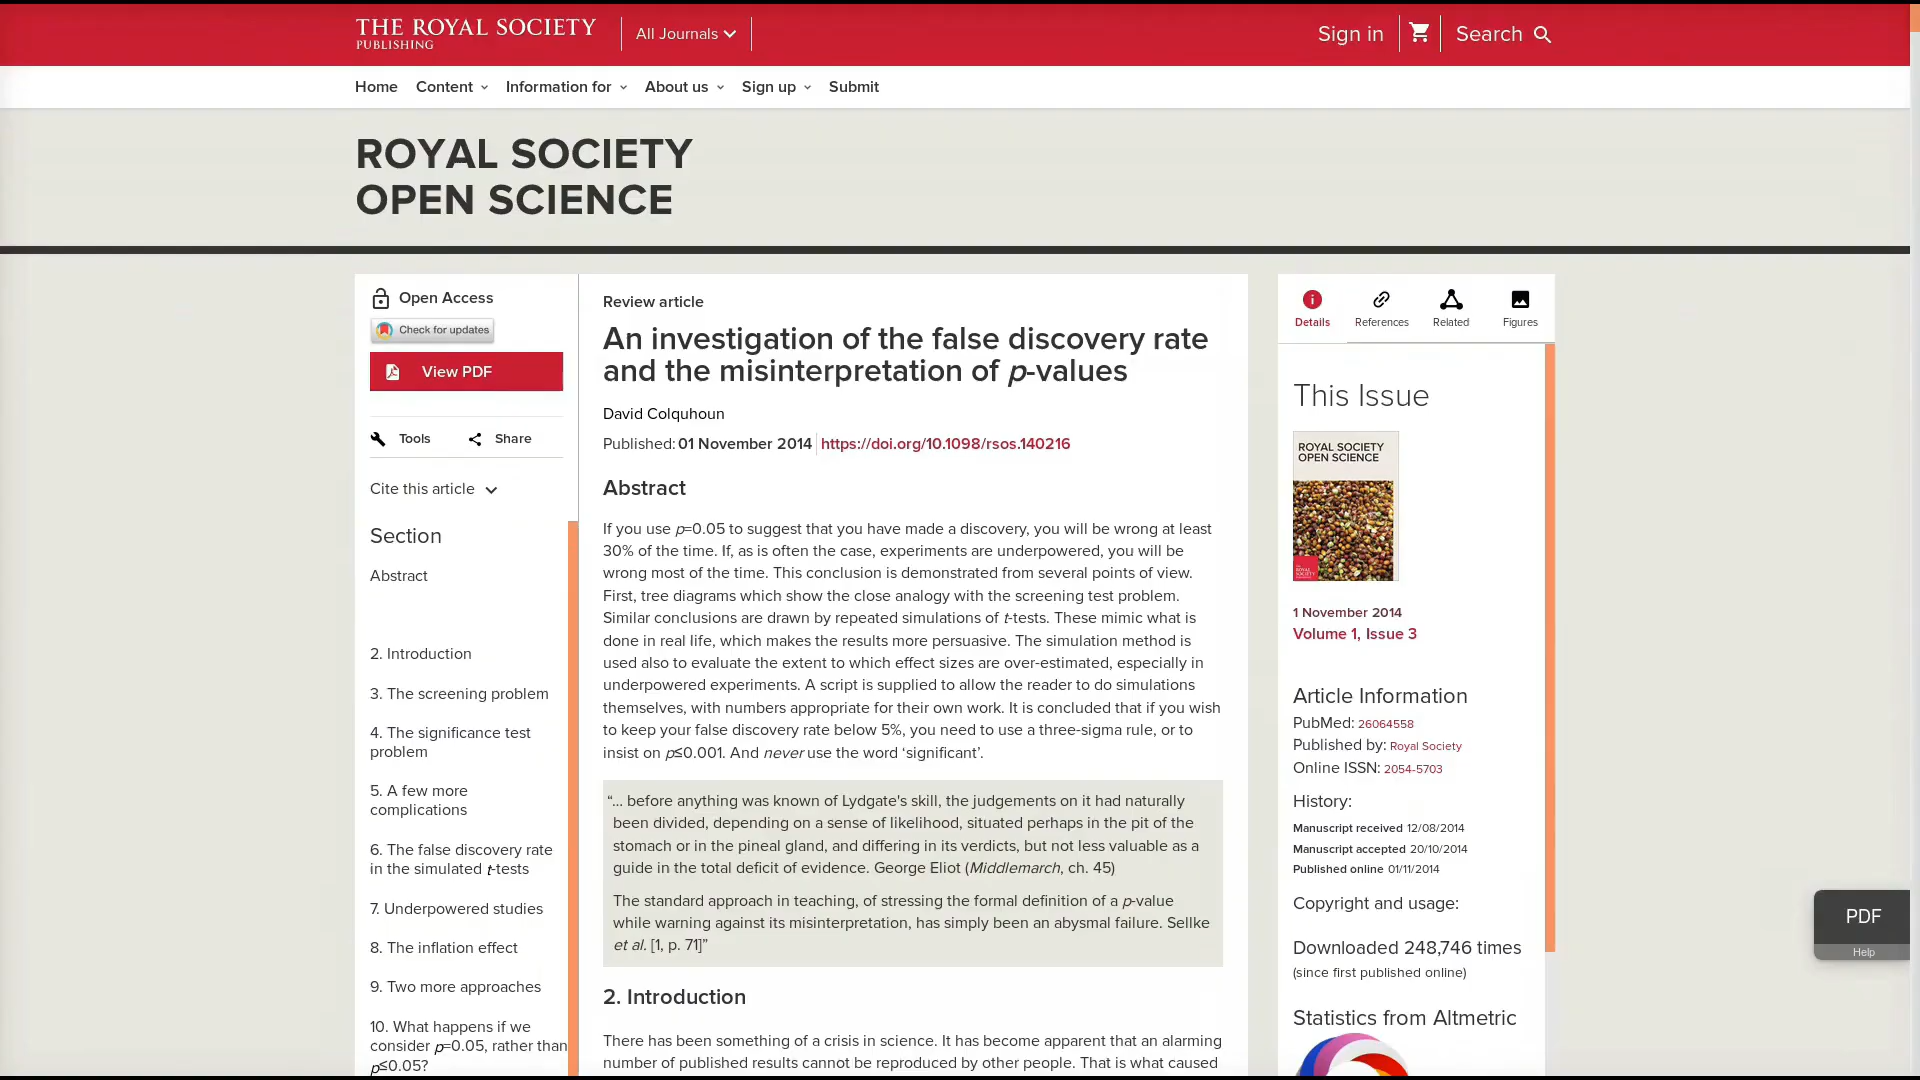 THE ROYAL SOCIETY
PUBLISHING
All Journals
Sign in
Search
Home
Content
Information for
About us
Sign up
Submit
ROYAL SOCIETY
OPEN SCIENCE
Open Access
Check for updates
View PDF
Tools
Share
Cite this article
Section
Abstract
2. Introduction
3. The screening problem
4. The significance test
problem
5. A few more
complications
6. The false discovery rate
in the simulated t-tests
7. Underpowered studies
8. The inflation effect
9. Two more approaches
10. What happens if we
consider p=0.05, rather than
p≤0.05?
Review article
An investigation of the false discovery rate
and the misinterpretation of p-values
David Colquhoun
Published: 01 November 2014
https://doi.org/10.1098/rsos.140216
Abstract
If you use p=0.05 to suggest that you have made a discovery, you will be wrong at least
30% of the time. If, as is often the case, experiments are underpowered, you will be
wrong most of the time. This conclusion is demonstrated from several points of view.
First, tree diagrams which show the close analogy with the screening test problem.
Similar conclusions are drawn by repeated simulations of t-tests. These mimic what is
done in real life, which makes the results more persuasive. The simulation method is
used also to evaluate the extent to which effect sizes are over-estimated, especially in
underpowered experiments. A script is supplied to allow the reader to do simulations
themselves, with numbers appropriate for their own work. It is concluded that if you wish
to keep your false discovery rate below 5%, you need to use a three-sigma rule, or to
insist on p≤0.001. And never use the word ‘significant’.
“… before anything was known of Lydgate's skill, the judgements on it had naturally
been divided, depending on a sense of likelihood, situated perhaps in the pit of the
stomach or in the pineal gland, and differing in its verdicts, but not less valuable as a
guide in the total deficit of evidence. George Eliot (Middlemarch, ch. 45)
The standard approach in teaching, of stressing the formal definition of a p-value
while warning against its misinterpretation, has simply been an abysmal failure. Sellke
et al. [1, p. 71]”
2. Introduction
There has been something of a crisis in science. It has become apparent that an alarming
number of published results cannot be reproduced by other people. That is what caused
Details
References
Related
Figures
This Issue
ROYAL SOCIETY
OPEN SCIENCE
1 November 2014
Volume 1, Issue 3
Article Information
PubMed: 26064558
Published by: Royal Society
Online ISSN: 2054-5703
History:
Manuscript received 12/08/2014
Manuscript accepted 20/10/2014
Published online 01/11/2014
Copyright and usage:
Downloaded 248,746 times
(since first published online)
Statistics from Altmetric
PDF
Help